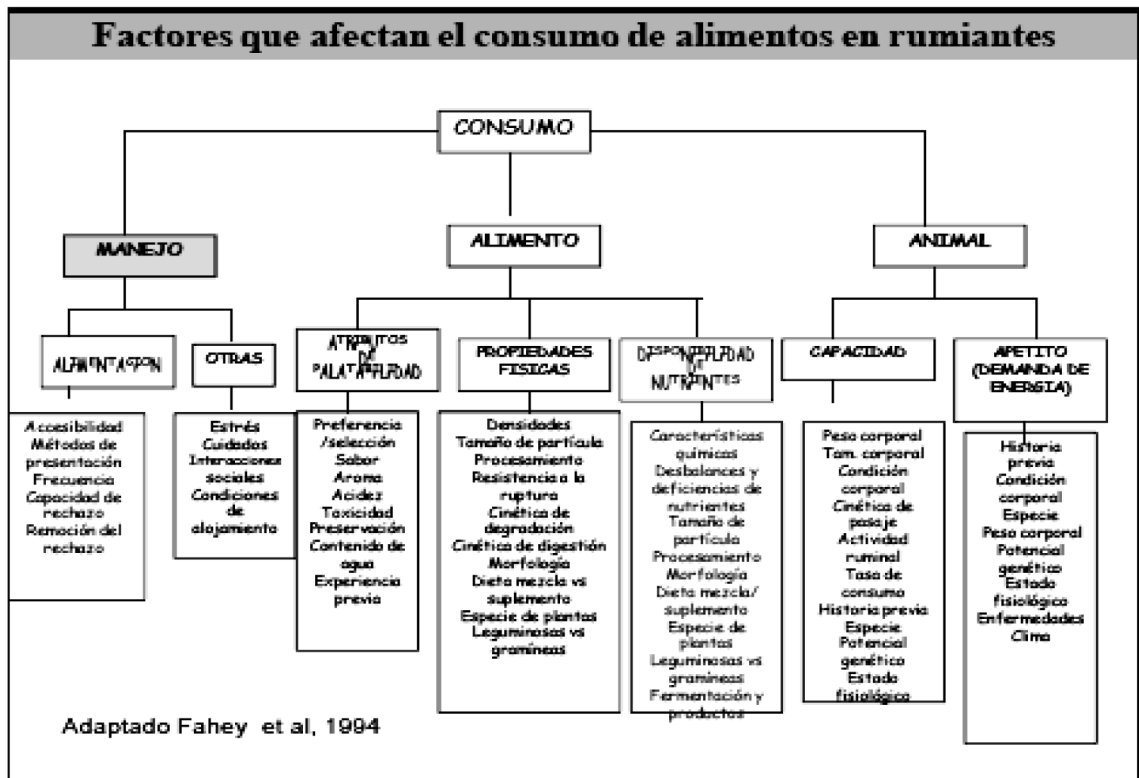 Factores que afectan el consumo de alimentos en rumiantes
CONSUMO
MANEJO
ALIMENTO
ANIMAL
ALIMENTACION
OTRAS
ATRIBUTOS
DE
PALATABILIDAD
PROPIEDADES
FISICAS
DISPONIBILIDAD
DE
NUTRIENTES
CAPACIDAD
APETITO
(DEMANDA DE
ENERGIA)
Accesibilidad
Métodos de
presentación
Frecuencia
Capacidad de
rechazo
Remoción del
rechazo
Estrés
Cuidados
Interacciones
sociales
Condiciones
de
alojamiento
Preferencia
/selección
Sabor
Aroma
Acidez
Toxicidad
Preservación
Contenido de
agua
Experiencia
previa
Densidades
Tamaño de partícula
Procesamiento
Resistencia a la
ruptura
Cinética de
degradación
Cinética de digestión
Morfología
Dieta mezcla vs
suplemento
Especie de plantas
Leguminosas vs
gramíneas
Características
químicas
Desbalances y
deficiencias de
nutrientes
Tamaño de
partícula
Procesamiento
Morfología
Dieta mezcla/
suplemento
Especie de
plantas
Leguminosas vs
gramíneas
Fermentación y
productos
Peso corporal
Tam. corporal
Condición
corporal
Cinética de
pasaje
Actividad
ruminal
Tasa de
consumo
Historia previa
Especie
Potencial
genético
Estado
fisiológico
Historia
previa
Condición
corporal
Especie
Peso corporal
Potencial
genético
Estado
fisiológico
Enfermedades
Clima
Adaptado Fahey et al, 1994